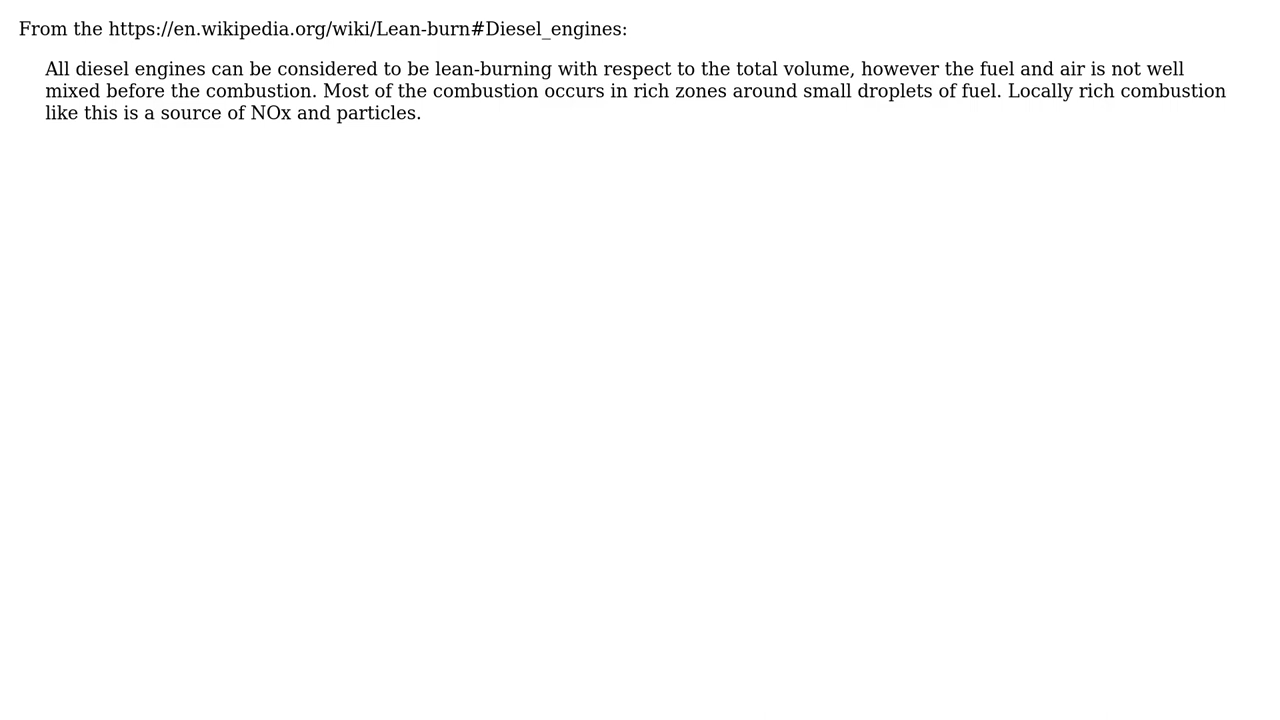 From the https://en.wikipedia.org/wiki/Lean-burn#Diesel_engines:
All diesel engines can be considered to be lean-burning with respect to the total volume, however the fuel and air is not well
mixed before the combustion. Most of the combustion occurs in rich zones around small droplets of fuel. Locally rich combustion
like this is a source of NOx and particles.